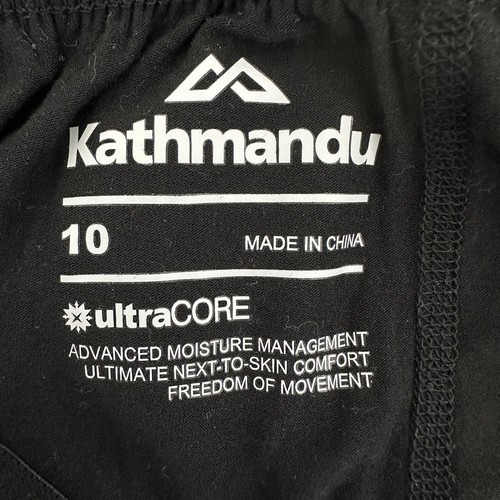 Kathmandu
10 MADE IN CHINA
ultraCORE
ADVANCED MOISTURE MANAGEMENT
ULTIMATE NEXT-TO-SKIN COMFORT
FREEDOM OF MOVEMENT